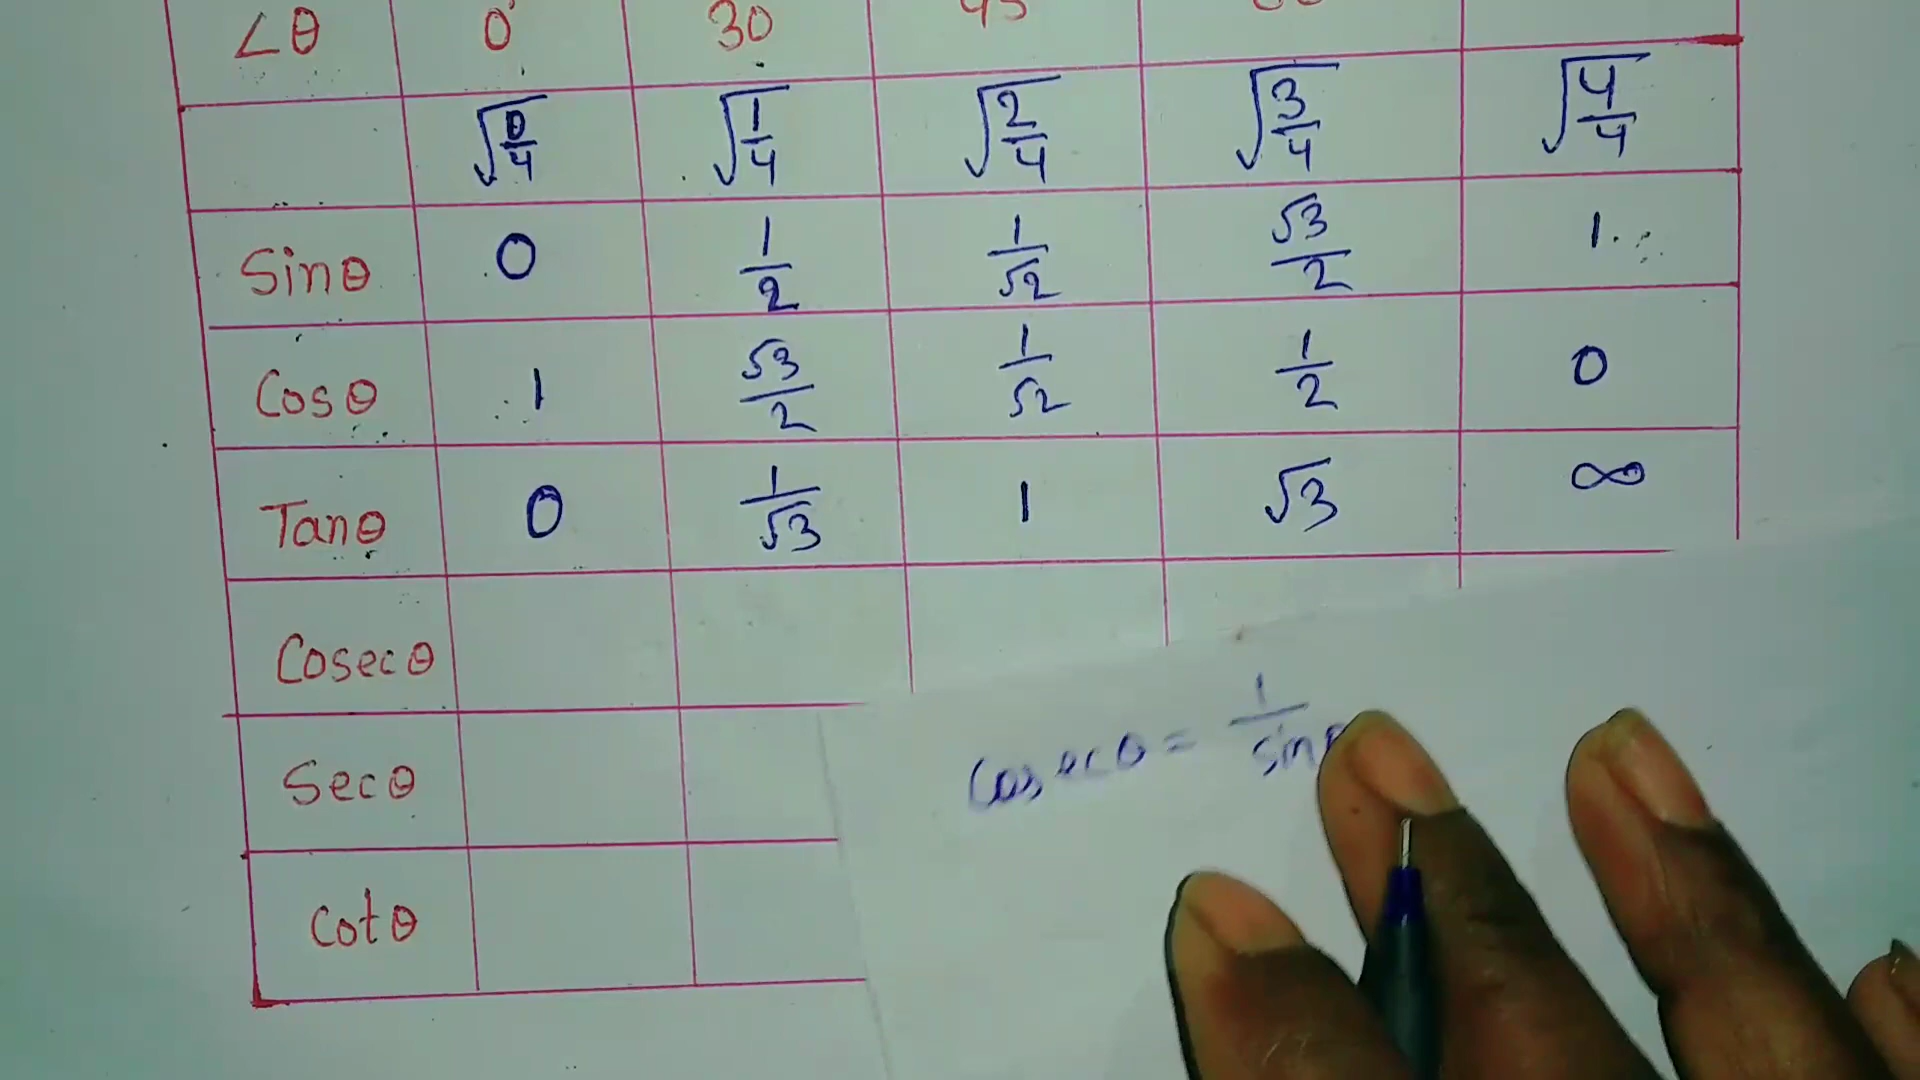 ∠θ 0° 30 45
√0/4 √1/4 √2/4 √3/4 √4/4
Sinθ 0 1/2 1/√2 √3/2 1
Cosθ 1 √3/2 1/√2 1/2 0
Tanθ 0 1/√3 1 √3 ∞
Cosecθ
Secθ
Cotθ
Cosecθ = 1/sin